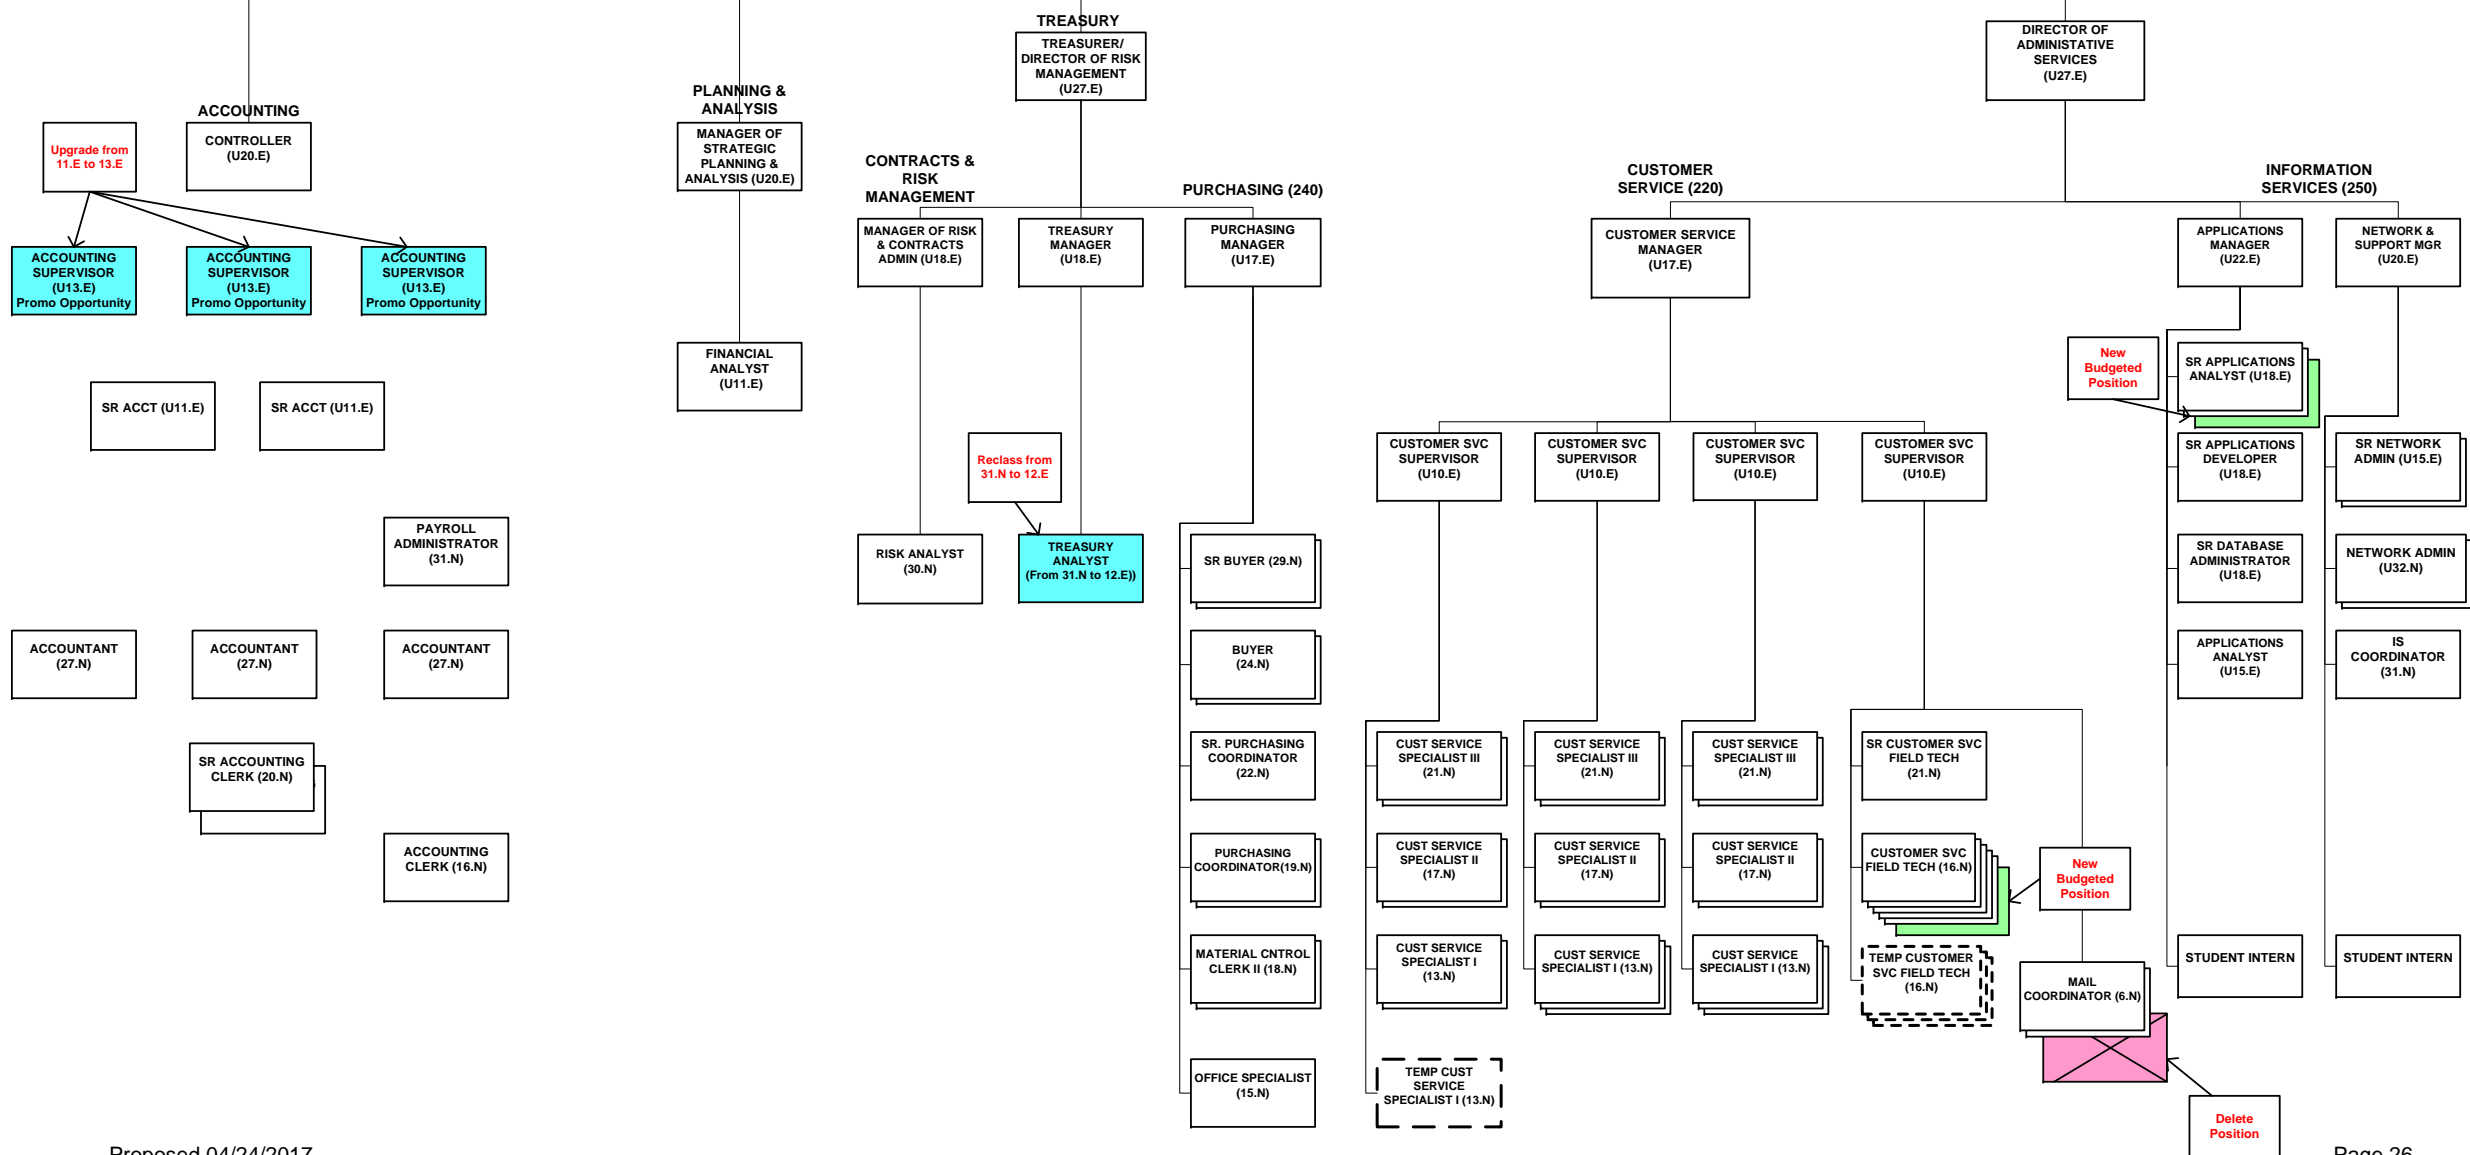 TREASURY
TREASURER/
DIRECTOR OF RISK
MANAGEMENT
(U27.E)
DIRECTOR OF
ADMINISTATIVE
SERVICES
(U27.E)
ACCOUNTING
CONTROLLER
(U20.E)
Upgrade from
11.E to 13.E
PLANNING &
ANALYSIS
MANAGER OF
STRATEGIC
PLANNING &
ANALYSIS (U20.E)
CONTRACTS &
RISK
MANAGEMENT
PURCHASING (240)
CUSTOMER
SERVICE (220)
INFORMATION
SERVICES (250)
ACCOUNTING
SUPERVISOR
(U13.E)
Promo Opportunity
ACCOUNTING
SUPERVISOR
(U13.E)
Promo Opportunity
ACCOUNTING
SUPERVISOR
(U13.E)
Promo Opportunity
MANAGER OF RISK
& CONTRACTS
ADMIN (U18.E)
TREASURY
MANAGER
(U18.E)
PURCHASING
MANAGER
(U17.E)
CUSTOMER SERVICE
MANAGER
(U17.E)
APPLICATIONS
MANAGER
(U22.E)
NETWORK &
SUPPORT MGR
(U20.E)
FINANCIAL
ANALYST
(U11.E)
New
Budgeted
Position
SR APPLICATIONS
ANALYST (U18.E)
SR ACCT (U11.E)
SR ACCT (U11.E)
Reclass from
31.N to 12.E
CUSTOMER SVC
SUPERVISOR
(U10.E)
CUSTOMER SVC
SUPERVISOR
(U10.E)
CUSTOMER SVC
SUPERVISOR
(U10.E)
CUSTOMER SVC
SUPERVISOR
(U10.E)
SR APPLICATIONS
DEVELOPER
(U18.E)
SR NETWORK
ADMIN (U15.E)
PAYROLL
ADMINISTRATOR
(31.N)
RISK ANALYST
(30.N)
TREASURY
ANALYST
(From 31.N to 12.E))
SR BUYER (29.N)
SR DATABASE
ADMINISTRATOR
(U18.E)
NETWORK ADMIN
(U32.N)
ACCOUNTANT
(27.N)
ACCOUNTANT
(27.N)
ACCOUNTANT
(27.N)
BUYER
(24.N)
APPLICATIONS
ANALYST
(U15.E)
IS
COORDINATOR
(31.N)
SR ACCOUNTING
CLERK (20.N)
SR. PURCHASING
COORDINATOR
(22.N)
CUST SERVICE
SPECIALIST III
(21.N)
CUST SERVICE
SPECIALIST III
(21.N)
CUST SERVICE
SPECIALIST III
(21.N)
SR CUSTOMER SVC
FIELD TECH
(21.N)
ACCOUNTING
CLERK (16.N)
PURCHASING
COORDINATOR(19.N)
CUST SERVICE
SPECIALIST II
(17.N)
CUST SERVICE
SPECIALIST II
(17.N)
CUST SERVICE
SPECIALIST II
(17.N)
CUSTOMER SVC
FIELD TECH (16.N)
New
Budgeted
Position
MATERIAL CNTROL
CLERK II (18.N)
CUST SERVICE
SPECIALIST I
(13.N)
CUST SERVICE
SPECIALIST I (13.N)
CUST SERVICE
SPECIALIST I (13.N)
TEMP CUSTOMER
SVC FIELD TECH
(16.N)
MAIL
COORDINATOR (6.N)
STUDENT INTERN
STUDENT INTERN
OFFICE SPECIALIST
(15.N)
TEMP CUST
SERVICE
SPECIALIST I (13.N)
Delete
Position
Proposed 04/24/2017
Page 26